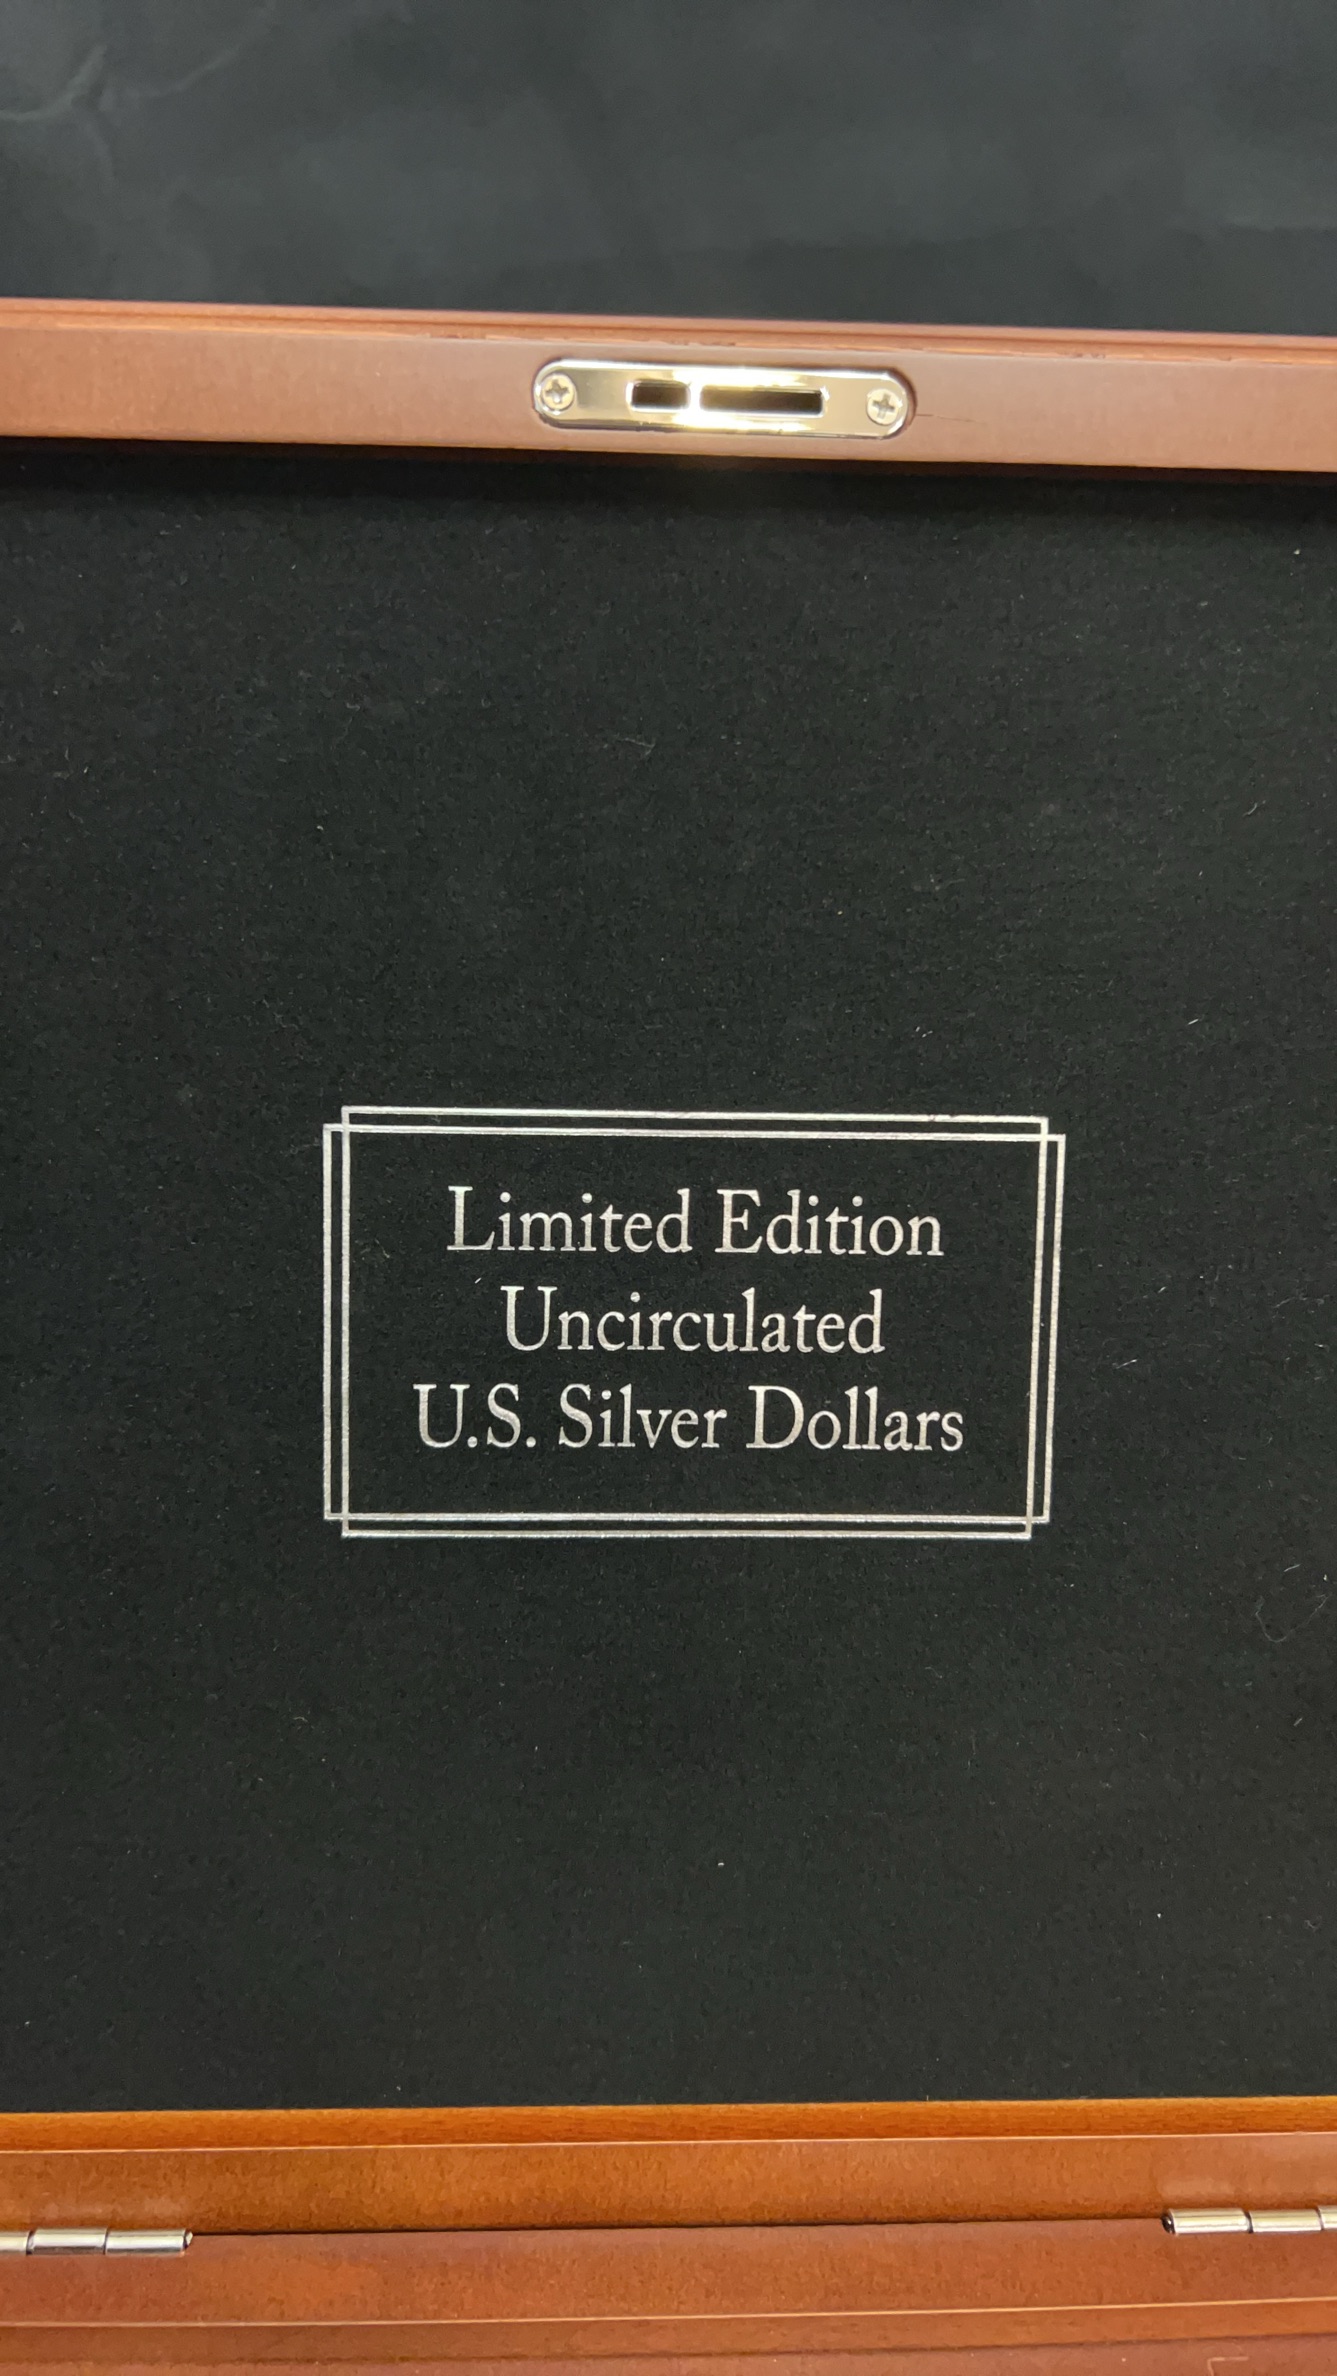 Limited Edition
Uncirculated
U.S. Silver Dollars